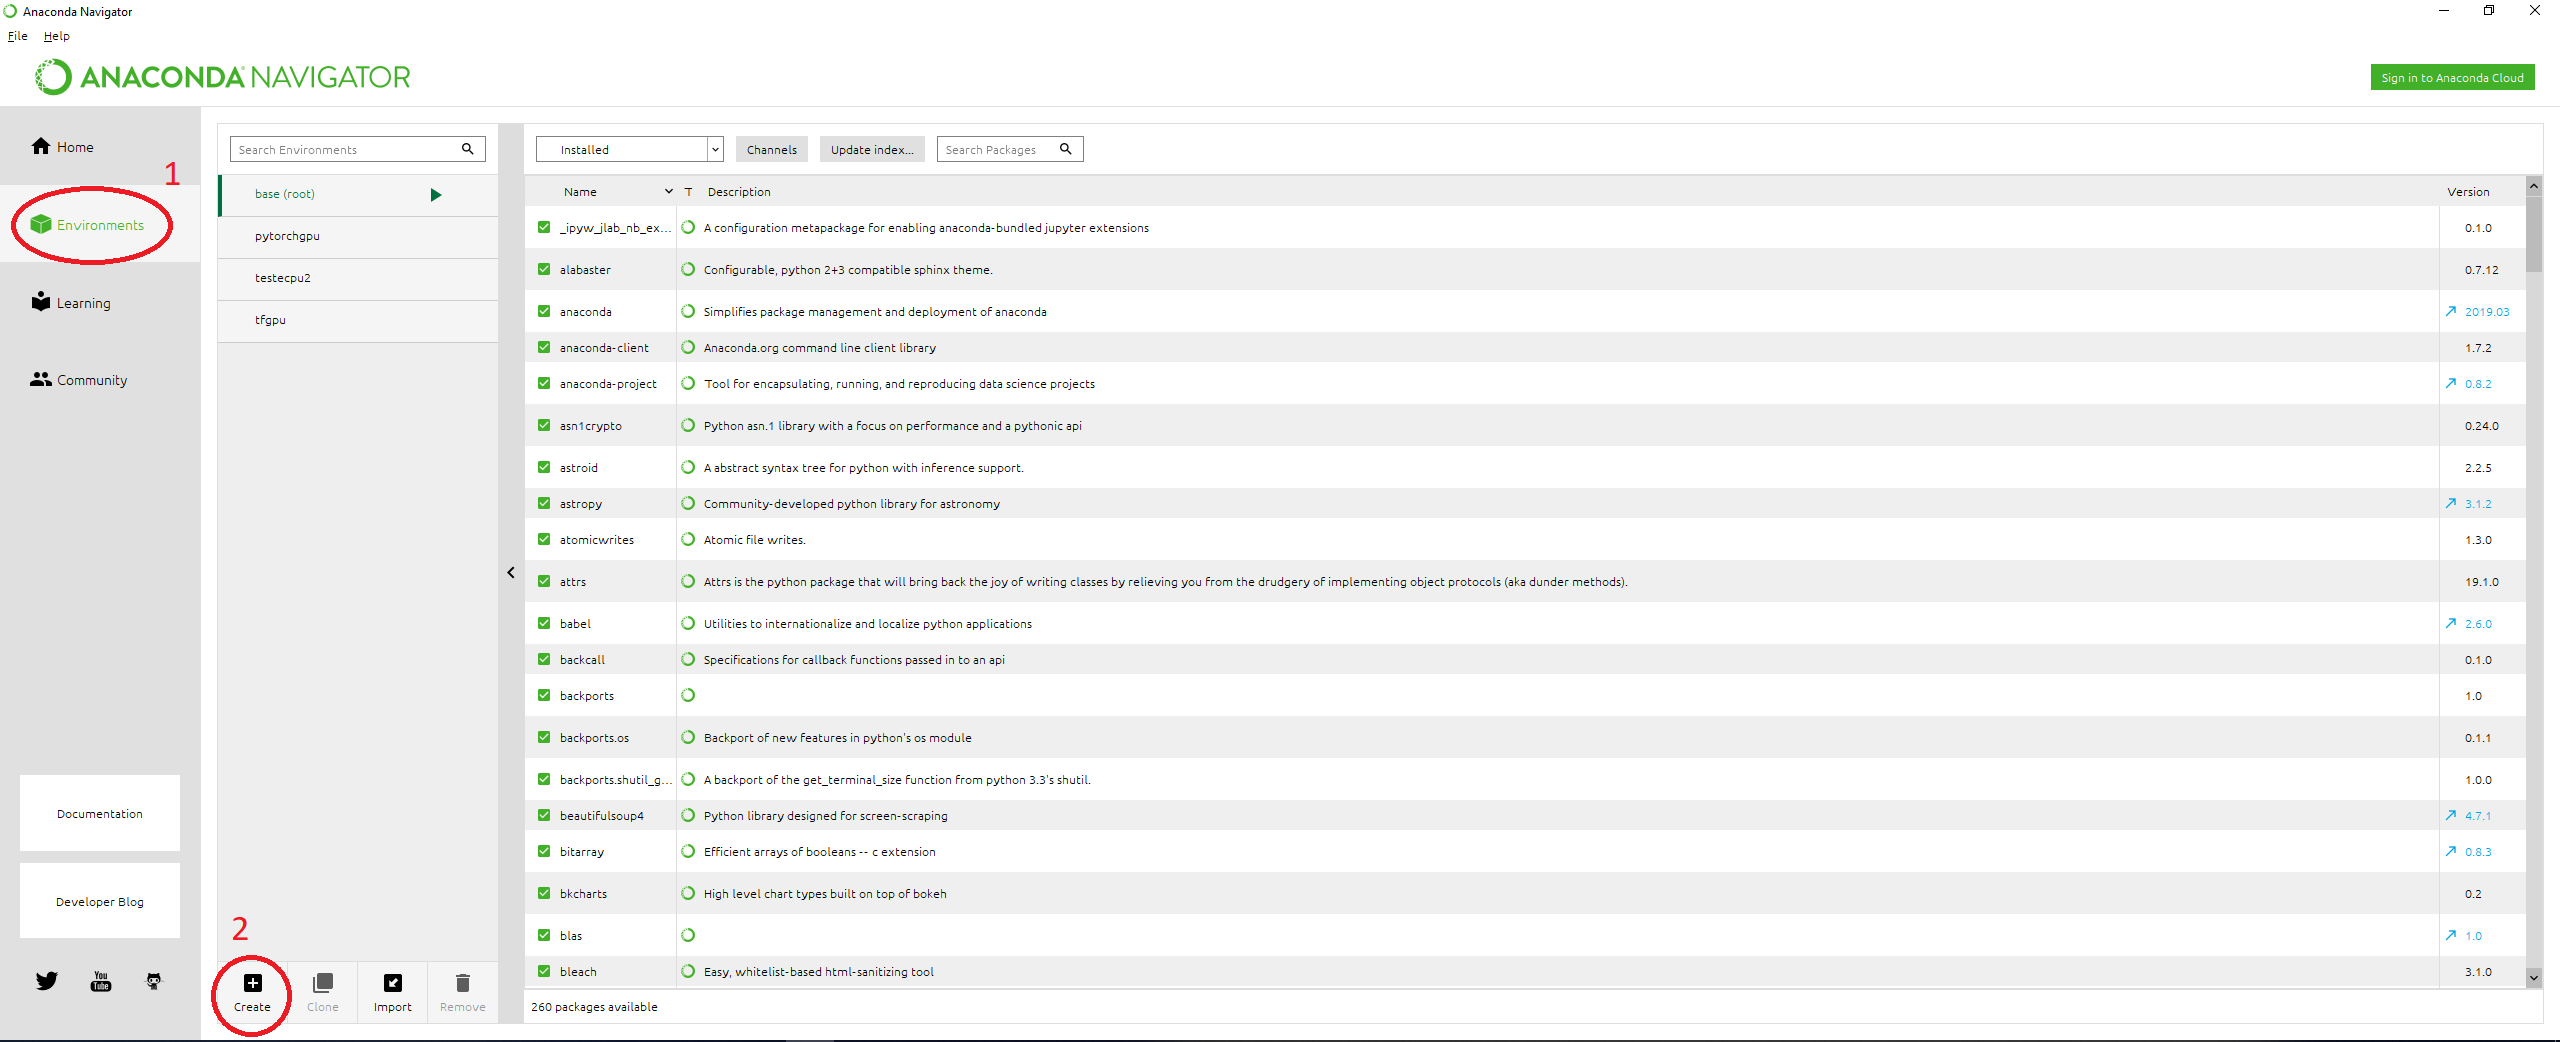 Anaconda Navigator
File Help
ANACONDA NAVIGATOR
Sign in to Anaconda Cloud
Home
1
Environments
Learning
Community
Documentation
Developer Blog
You Tube
Search Environments
base (root)
pytorchgpu
testecpu2
tfgpu
2
Create Clone Import Remove
Installed Channels Update index... Search Packages
Name T Description Version
_ipyw_jlab_nb_ex... A configuration metapackage for enabling anaconda-bundled jupyter extensions 0.1.0
alabaster Configurable, python 2+3 compatible sphinx theme. 0.7.12
anaconda Simplifies package management and deployment of anaconda 2019.03
anaconda-client Anaconda.org command line client library 1.7.2
anaconda-project Tool for encapsulating, running, and reproducing data science projects 0.8.2
asn1crypto Python asn.1 library with a focus on performance and a pythonic api 0.24.0
astroid A abstract syntax tree for python with inference support. 2.2.5
astropy Community-developed python library for astronomy 3.1.2
atomicwrites Atomic file writes. 1.3.0
attrs Attrs is the python package that will bring back the joy of writing classes by relieving you from the drudgery of implementing object protocols (aka dunder methods). 19.1.0
babel Utilities to internationalize and localize python applications 2.6.0
backcall Specifications for callback functions passed in to an api 0.1.0
backports 1.0
backports.os Backport of new features in python's os module 0.1.1
backports.shutil_g... A backport of the get_terminal_size function from python 3.3's shutil. 1.0.0
beautifulsoup4 Python library designed for screen-scraping 4.7.1
bitarray Efficient arrays of booleans -- c extension 0.8.3
bkcharts High level chart types built on top of bokeh 0.2
blas 1.0
bleach Easy, whitelist-based html-sanitizing tool 3.1.0
260 packages available